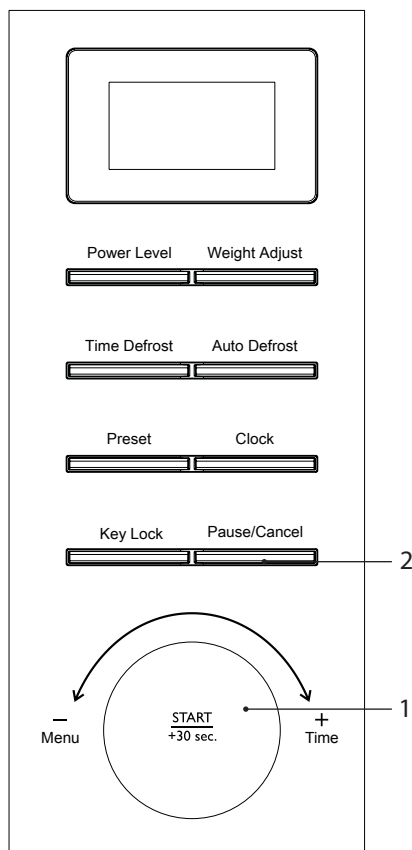 Power Level Weight Adjust
Time Defrost Auto Defrost
Preset Clock
Key Lock Pause/Cancel
2
START
+30 sec.
1
− +
Menu Time